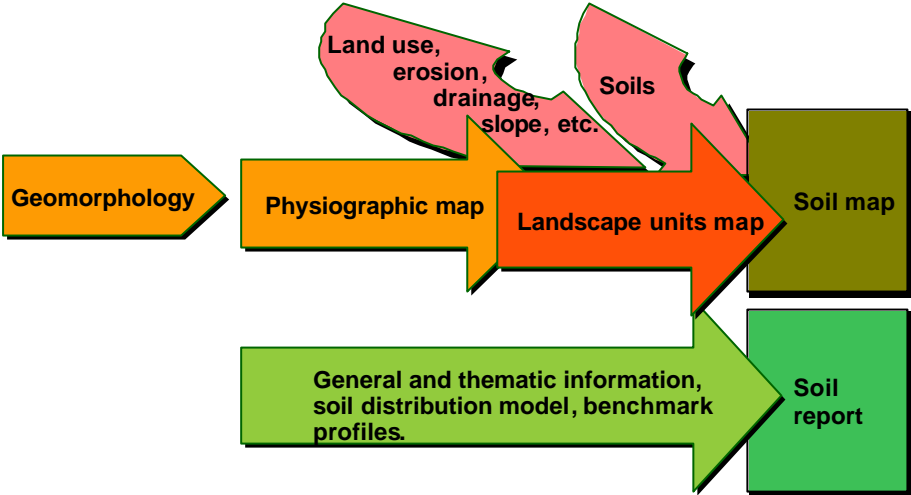 Land use,
erosion,
drainage,
slope, etc.
Soils
Geomorphology
Physiographic map
Landscape units map
Soil map
General and thematic information,
soil distribution model, benchmark
profiles.
Soil
report